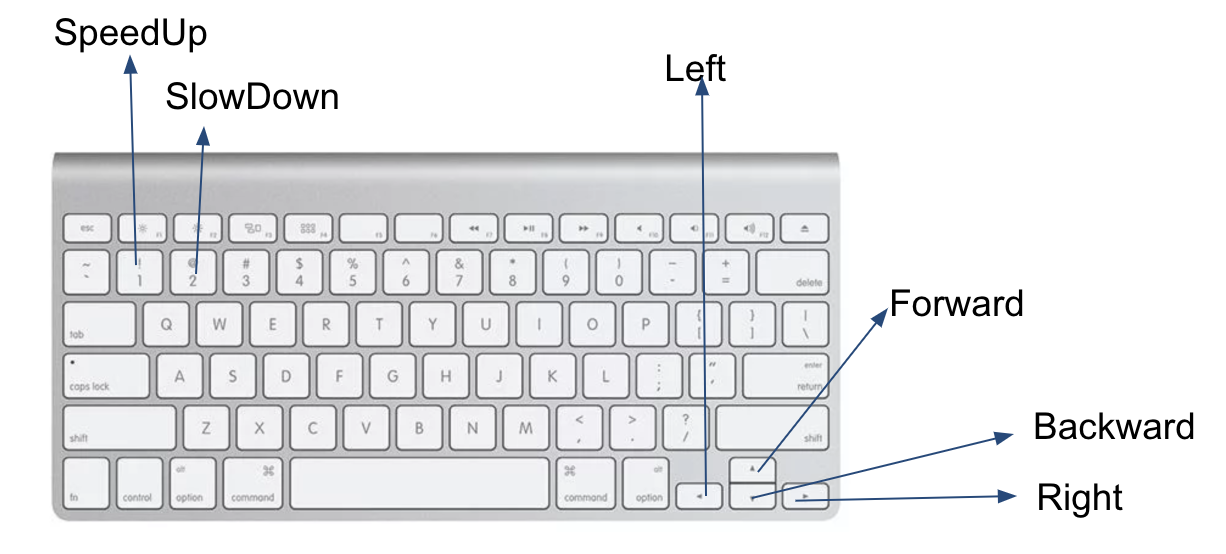 SpeedUp
Left
SlowDown
esc F1 F2 F3 F4 F5 F6 F7 F8 F9 F10 F11 F12
~ ! @ # $ % ^ & * ( ) – +
` 1 2 3 4 5 6 7 8 9 0 - = delete
Forward
tab Q W E R T Y U I O P { [ } ] | \
caps lock A S D F G H J K L : ; " ' enter return
shift Z X C V B N M < , > . ? / shift
Backward
fn control alt option ⌘ command ⌘ command alt option ◄ ▲ ▼ ►
Right